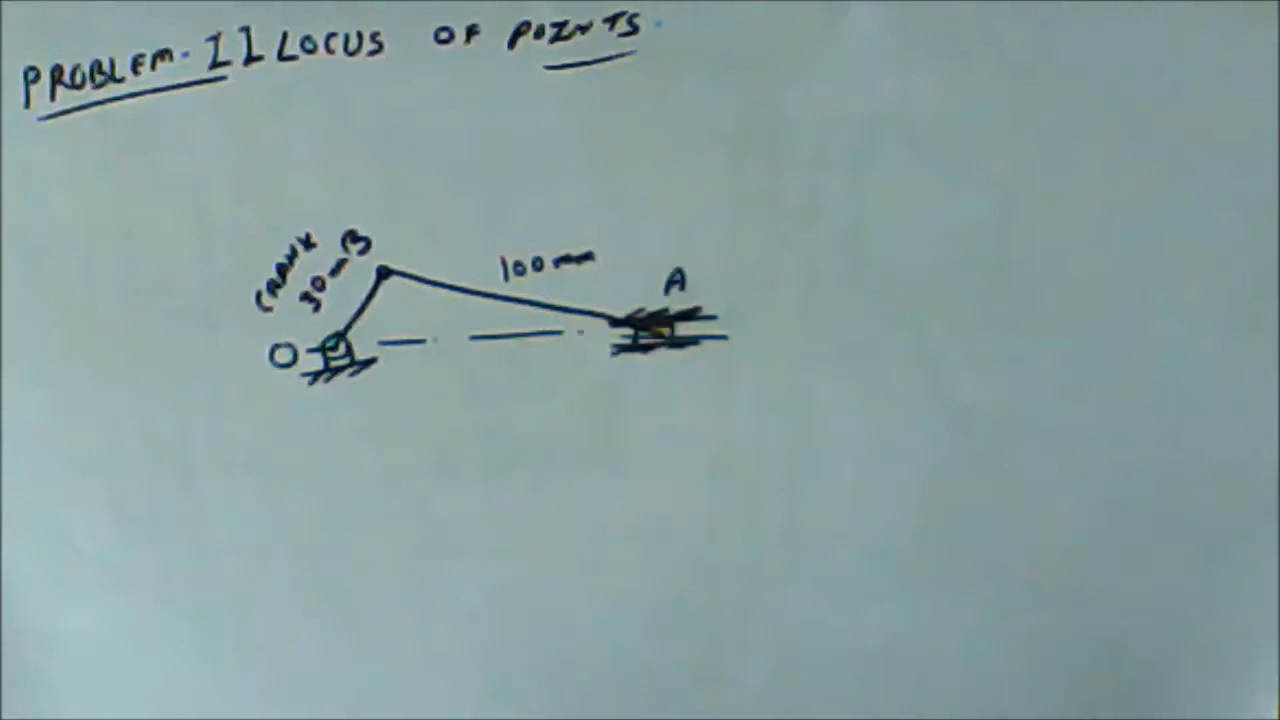 PROBLEM-II LOCUS OF POINTS.
CRANK
30mm
B
100mm
A
O